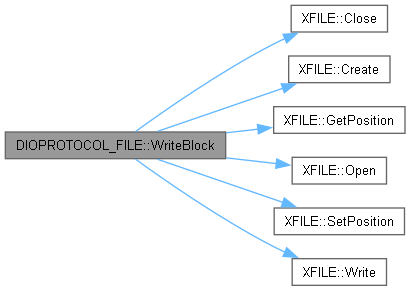 XFILE::Close
XFILE::Create
XFILE::GetPosition
DIOPROTOCOL_FILE::WriteBlock
XFILE::Open
XFILE::SetPosition
XFILE::Write